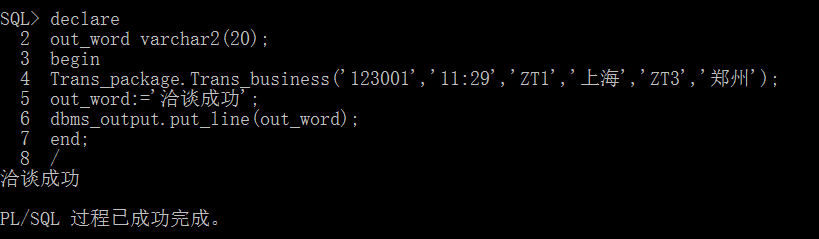 SQL> declare
2 out_word varchar2(20);
3 begin
4 Trans_package.Trans_business('123001','11:29','ZT1','上海','ZT3','郑州');
5 out_word:='洽谈成功';
6 dbms_output.put_line(out_word);
7 end;
8 /
洽谈成功
PL/SQL 过程已成功完成。